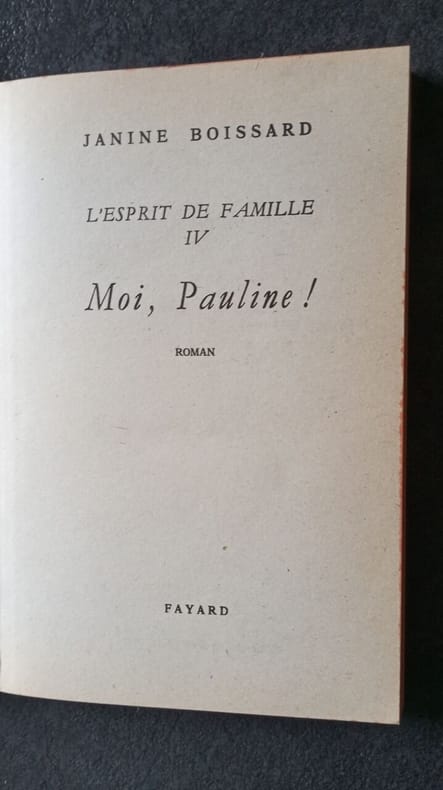 JANINE BOISSARD
L'ESPRIT DE FAMILLE
IV
Moi, Pauline !
ROMAN
FAYARD